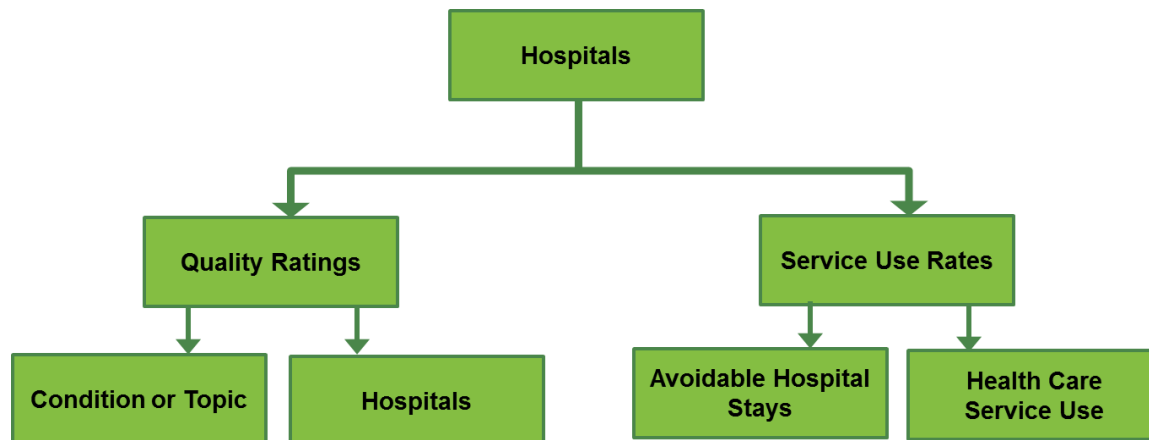 Hospitals
Quality Ratings
Service Use Rates
Condition or Topic
Hospitals
Avoidable Hospital
Stays
Health Care
Service Use